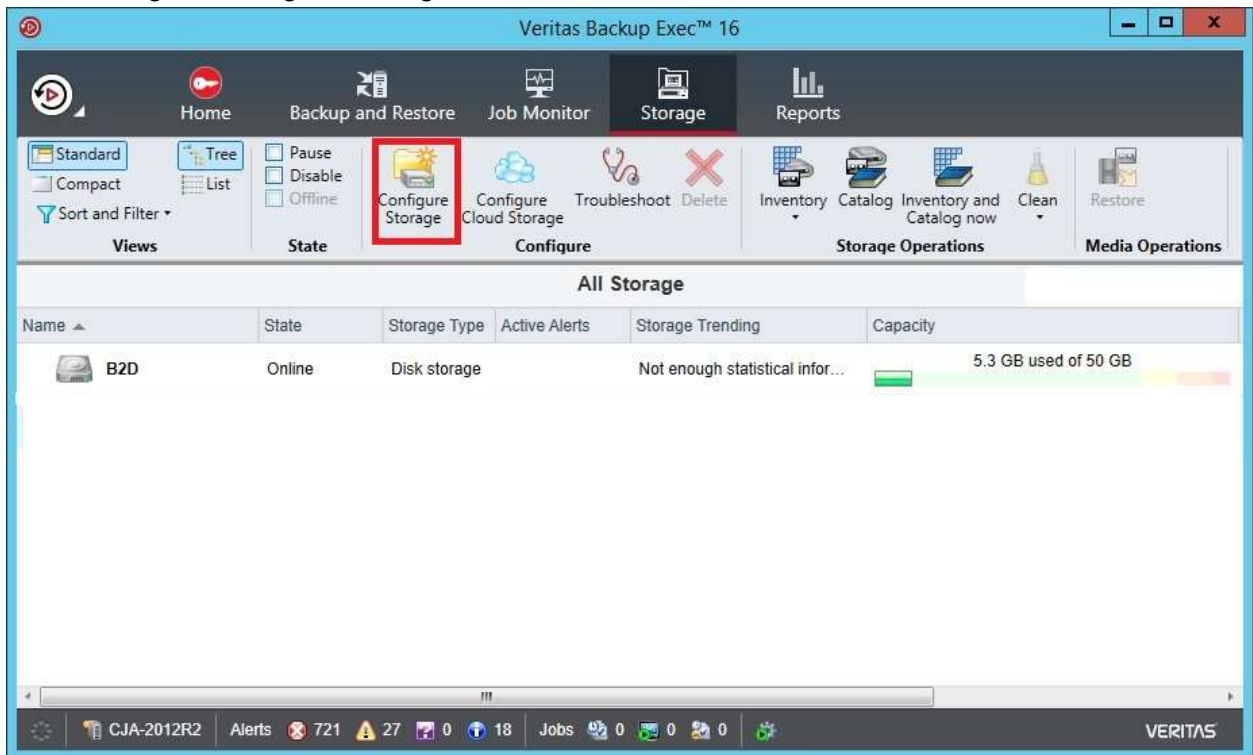 Veritas Backup Exec™ 16
Home
Backup and Restore
Job Monitor
Storage
Reports
Standard
Compact
Sort and Filter
Tree
List
Views
Pause
Disable
Offline
State
Configure
Storage
Configure
Cloud Storage
Troubleshoot
Delete
Configure
Inventory
Catalog
Inventory and
Catalog now
Clean
Storage Operations
Restore
Media Operations
All Storage
Name State Storage Type Active Alerts Storage Trending Capacity
B2D Online Disk storage Not enough statistical infor... 5.3 GB used of 50 GB
CJA-2012R2 Alerts 721 27 0 18 Jobs 0 0 0 VERITAS